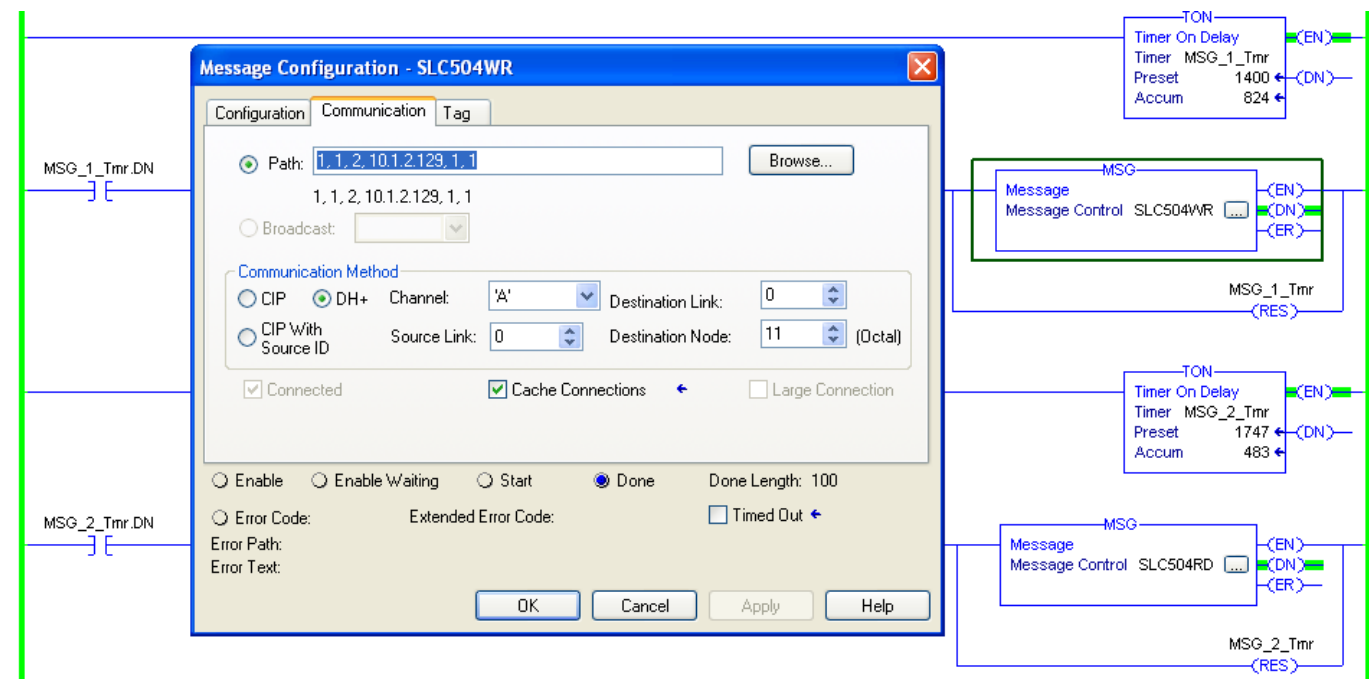 TON
Timer On Delay
Timer MSG_1_Tmr
Preset 1400
Accum 824
(EN)
(DN)
Message Configuration - SLC504WR
Configuration Communication Tag
Path: 1, 1, 2, 10.1.2.129, 1, 1 Browse...
1, 1, 2, 10.1.2.129, 1, 1
Broadcast:
Communication Method
CIP DH+ Channel: 'A' Destination Link: 0
CIP With
Source ID
Source Link: 0 Destination Node: 11 (Octal)
Connected Cache Connections Large Connection
Enable Enable Waiting Start Done Done Length: 100
Error Code: Extended Error Code: Timed Out
Error Path:
Error Text:
OK Cancel Apply Help
MSG_1_Tmr.DN
MSG
Message
Message Control SLC504WR ...
(EN)
(DN)
(ER)
MSG_1_Tmr
(RES)
TON
Timer On Delay
Timer MSG_2_Tmr
Preset 1747
Accum 483
(EN)
(DN)
MSG_2_Tmr.DN
MSG
Message
Message Control SLC504RD ...
(EN)
(DN)
(ER)
MSG_2_Tmr
(RES)